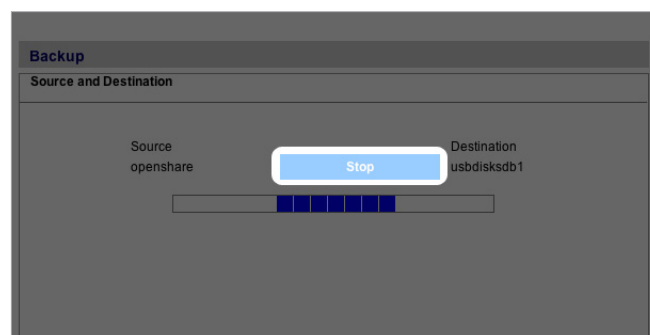 Backup
Source and Destination
Source Destination
openshare Stop usbdisksdb1